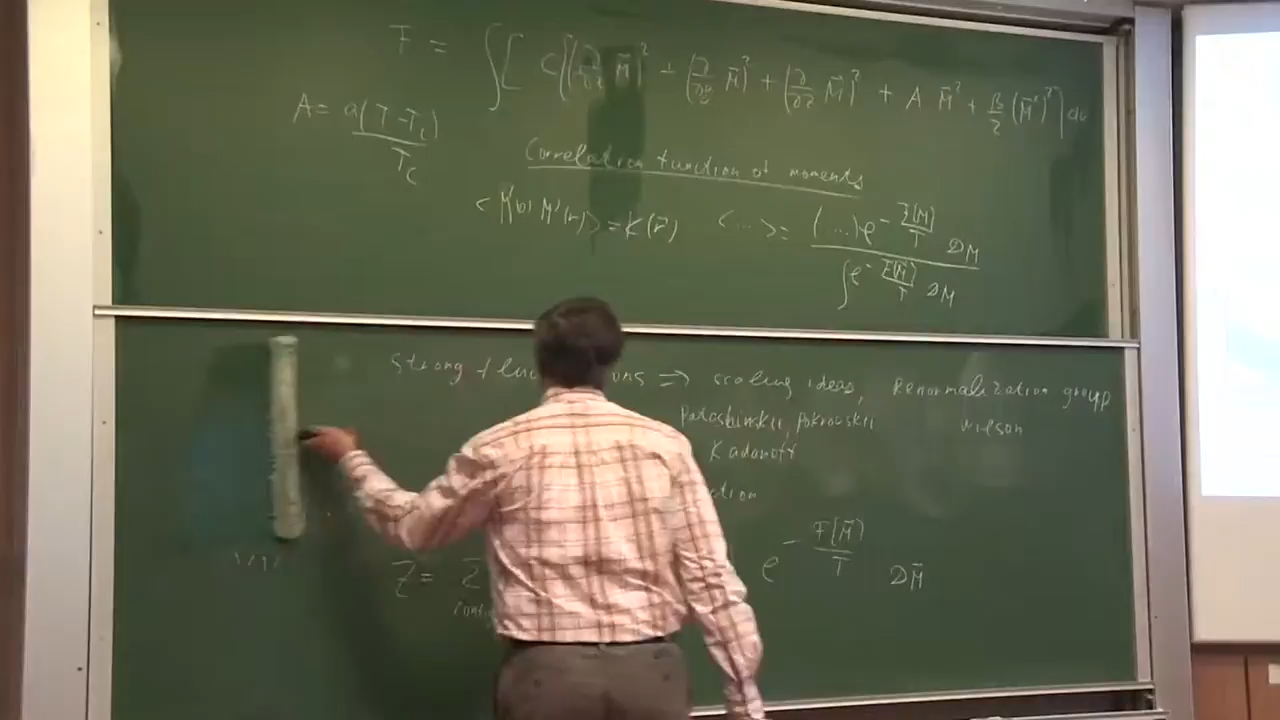 F = ∫[ C((∂/∂x M⃗)² + (∂/∂y M⃗)² + (∂/∂z M⃗)² + A M⃗² + B/2 (M⃗²)² ] dv
A = a(T-Tc)/Tc
Correlation function of moments
<M(0) M(r)> = K(r⃗) <...> = (...)e^{-F[M]/T} DM / ∫e^{-F[M⃗]/T} DM
Strong ⇒ scaling ideas, Renormalization group
Patashinskii, Pokrovskii Wilson
Kadanoff
Z = Σ e^{-F[M⃗]/T} DM⃗